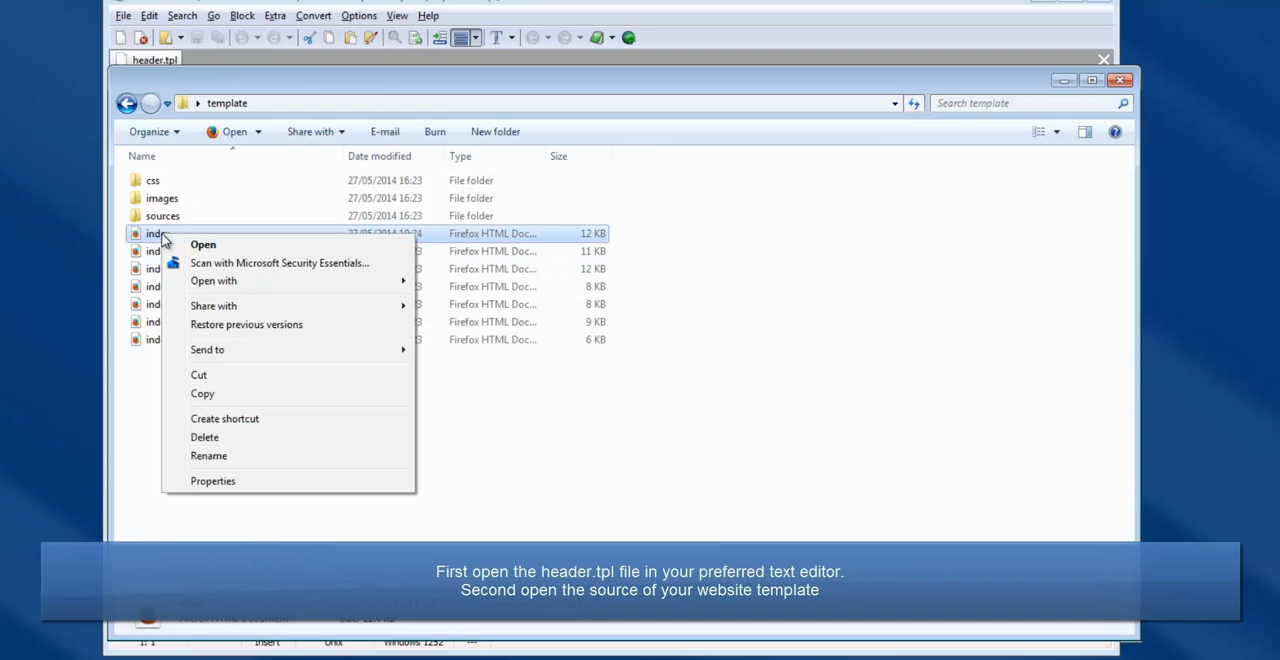 File Edit Search Go Block Extra Convert Options View Help
header.tpl
template
Search template
Organize Open Share with E-mail Burn New folder
Name Date modified Type Size
css 27/05/2014 16:23 File folder
images 27/05/2014 16:23 File folder
sources 27/05/2014 16:23 File folder
Firefox HTML Doc... 12 KB
Open
Firefox HTML Doc... 11 KB
Scan with Microsoft Security Essentials...
Firefox HTML Doc... 12 KB
Open with
Firefox HTML Doc... 8 KB
Share with
Firefox HTML Doc... 8 KB
Restore previous versions
Firefox HTML Doc... 9 KB
Send to
Firefox HTML Doc... 6 KB
Cut
Copy
Create shortcut
Delete
Rename
Properties
First open the header.tpl file in your preferred text editor.
Second open the source of your website template
1: 1 Insert Unix Windows 1252 ---